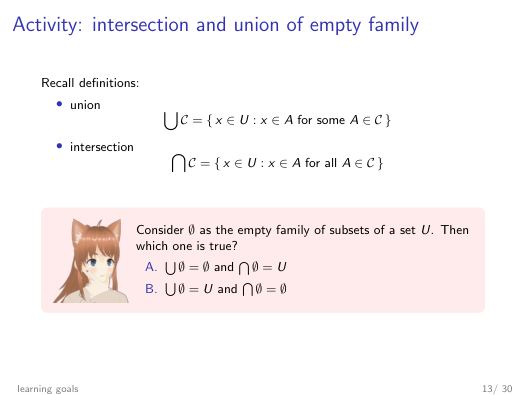 Activity: intersection and union of empty family
Recall definitions:
• union
⋃ 𝒞 = { x ∈ U : x ∈ A for some A ∈ 𝒞 }
• intersection
⋂ 𝒞 = { x ∈ U : x ∈ A for all A ∈ 𝒞 }
Consider ∅ as the empty family of subsets of a set U. Then
which one is true?
A. ⋃ ∅ = ∅ and ⋂ ∅ = U
B. ⋃ ∅ = U and ⋂ ∅ = ∅
learning goals
13/ 30